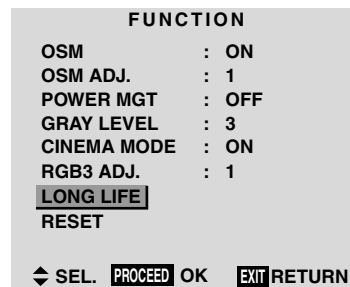 FUNCTION
OSM : ON
OSM ADJ. : 1
POWER MGT : OFF
GRAY LEVEL : 3
CINEMA MODE : ON
RGB3 ADJ. : 1
LONG LIFE
RESET
SEL. PROCEED OK EXIT RETURN